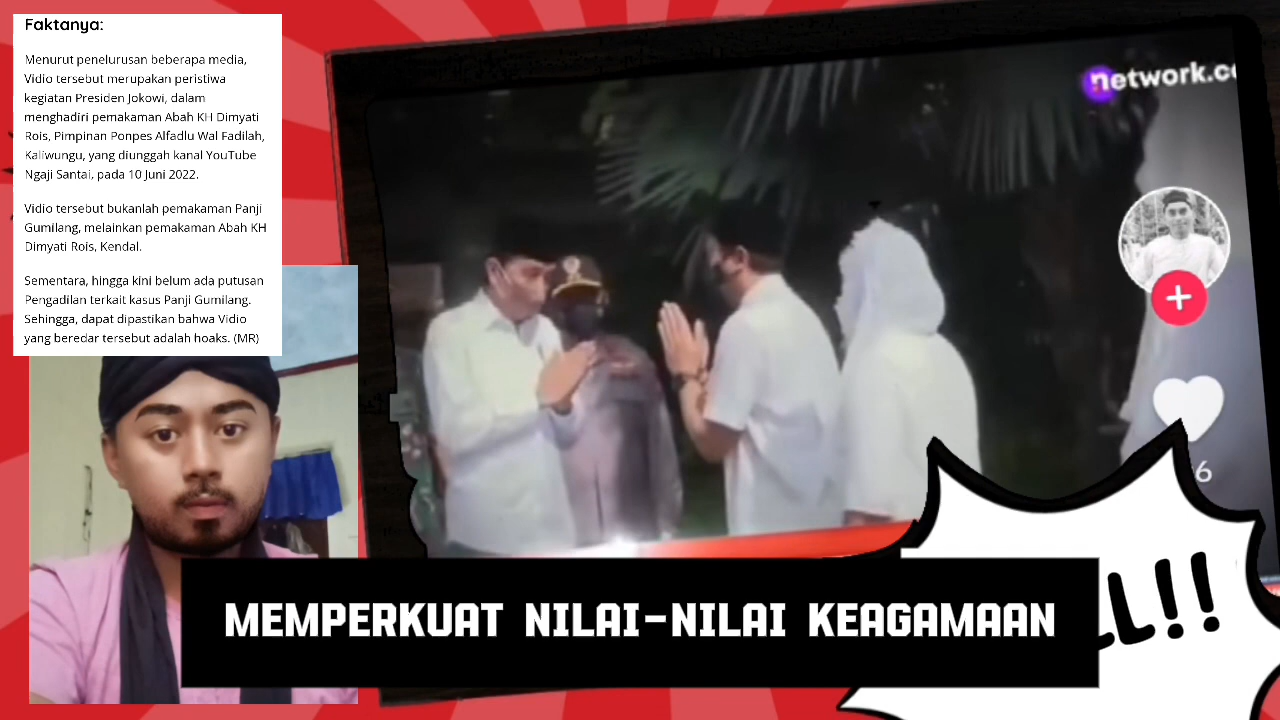 Faktanya:
Menurut penelurusan beberapa media,
Vidio tersebut merupakan peristiwa
kegiatan Presiden Jokowi, dalam
menghadiri pemakaman Abah KH Dimyati
Rois, Pimpinan Ponpes Alfadlu Wal Fadilah,
Kaliwungu, yang diunggah kanal YouTube
Ngaji Santai, pada 10 Juni 2022.
Vidio tersebut bukanlah pemakaman Panji
Gumilang, melainkan pemakaman Abah KH
Dimyati Rois, Kendal.
Sementara, hingga kini belum ada putusan
Pengadilan terkait kasus Panji Gumilang.
Sehingga, dapat dipastikan bahwa Vidio
yang beredar tersebut adalah hoaks. (MR)
network.co
6
LL!!
MEMPERKUAT NILAI-NILAI KEAGAMAAN